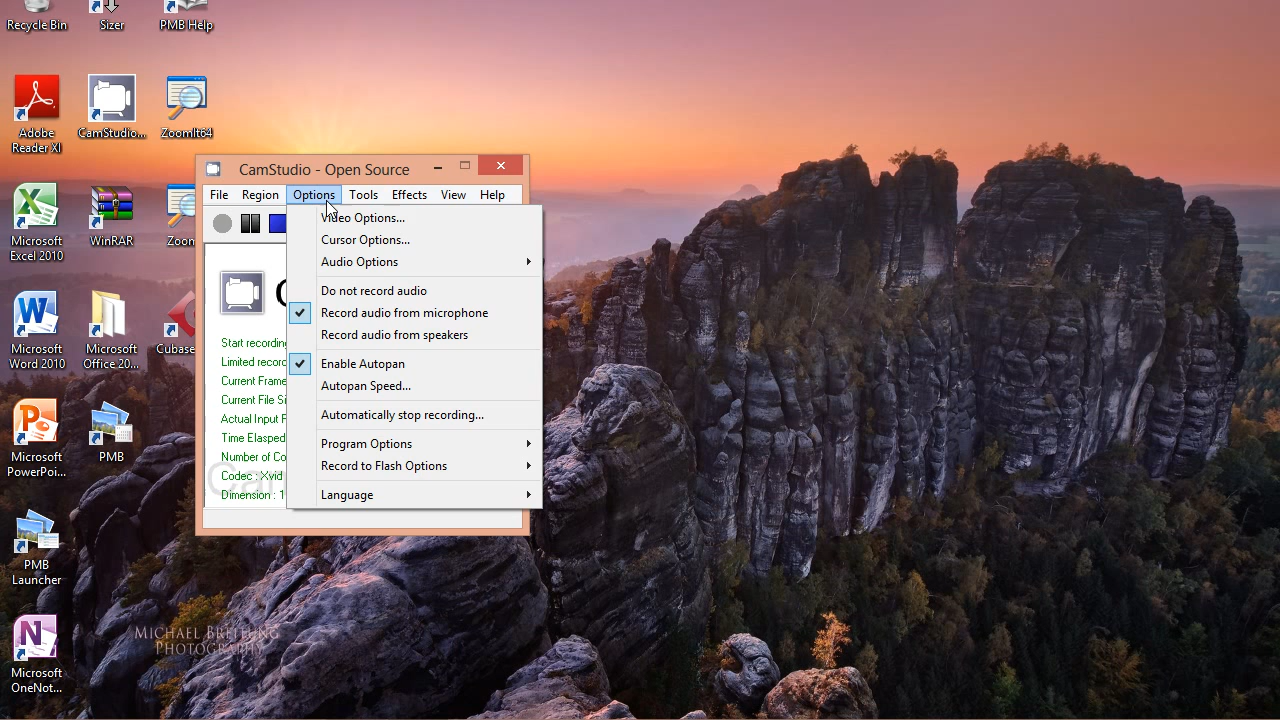 Recycle Bin
Sizer
PMB Help
Adobe
Reader XI
CamStudio...
ZoomIt64
Microsoft
Excel 2010
WinRAR
Zoom
Microsoft
Word 2010
Microsoft
Office 20...
Cubase
Microsoft
PowerPoi...
PMB
PMB
Launcher
Microsoft
OneNot...
CamStudio - Open Source
File Region Options Tools Effects View Help
Video Options...
Cursor Options...
Audio Options
Do not record audio
Record audio from microphone
Record audio from speakers
Enable Autopan
Autopan Speed...
Automatically stop recording...
Program Options
Record to Flash Options
Language
Start recording
Limited record
Current Frame
Current File Si
Actual Input F
Time Elasped
Number of Co
Codec : Xvid
Dimension : 1
Michael Breitung
Photography